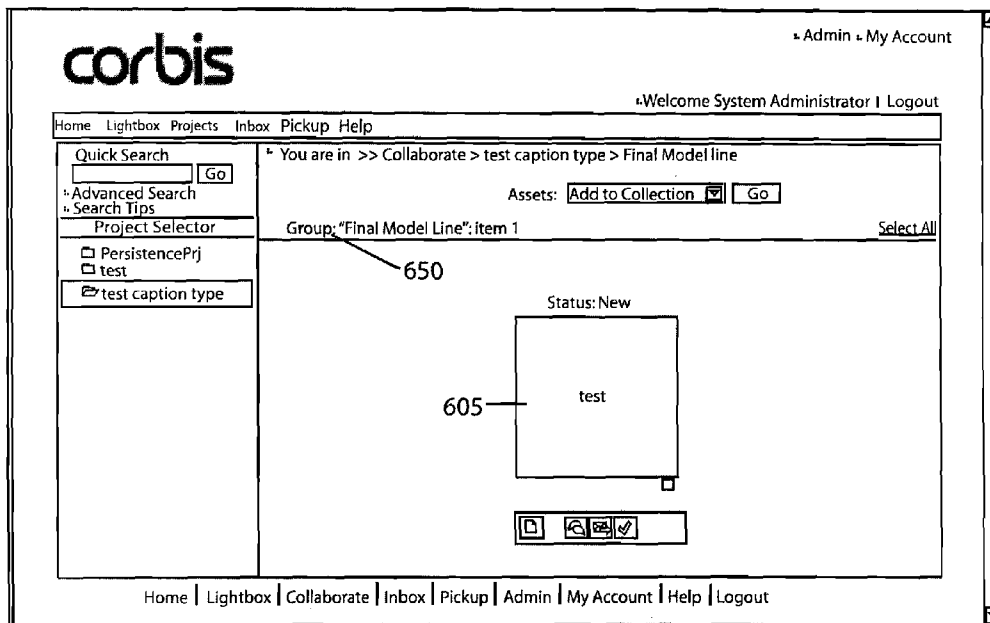 corbis
Admin My Account
Welcome System Administrator | Logout
Home Lightbox Projects Inbox Pickup Help
Quick Search
Go
Advanced Search
Search Tips
Project Selector
PersistencePrj
test
test caption type
You are in >> Collaborate > test caption type > Final Model line
Assets: Add to Collection Go
Group: "Final Model Line": item 1 Select All
650
Status: New
605
test
Home | Lightbox | Collaborate | Inbox | Pickup | Admin | My Account | Help | Logout